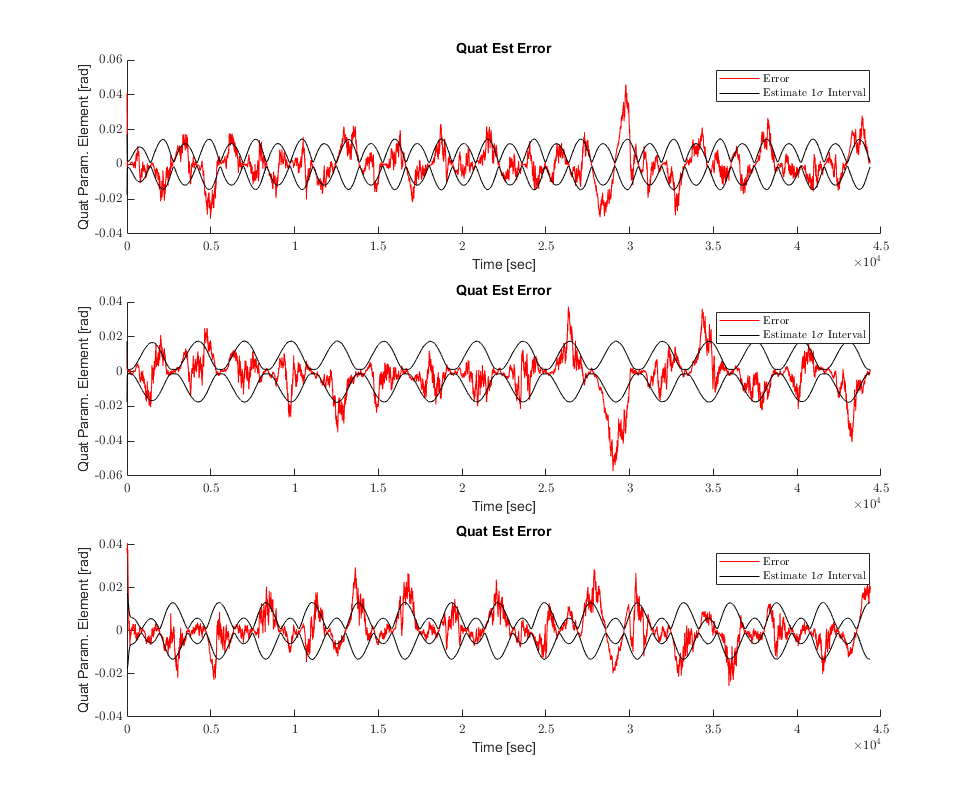 Quat Est Error
Quat Param. Element [rad]
0.06
0.04
0.02
0
-0.02
-0.04
Error
Estimate 1σ Interval
0 0.5 1 1.5 2 2.5 3 3.5 4 4.5
×10⁴
Time [sec]
Quat Est Error
Quat Param. Element [rad]
0.04
0.02
0
-0.02
-0.04
-0.06
Error
Estimate 1σ Interval
0 0.5 1 1.5 2 2.5 3 3.5 4 4.5
×10⁴
Time [sec]
Quat Est Error
Quat Param. Element [rad]
0.04
0.02
0
-0.02
-0.04
Error
Estimate 1σ Interval
0 0.5 1 1.5 2 2.5 3 3.5 4 4.5
×10⁴
Time [sec]